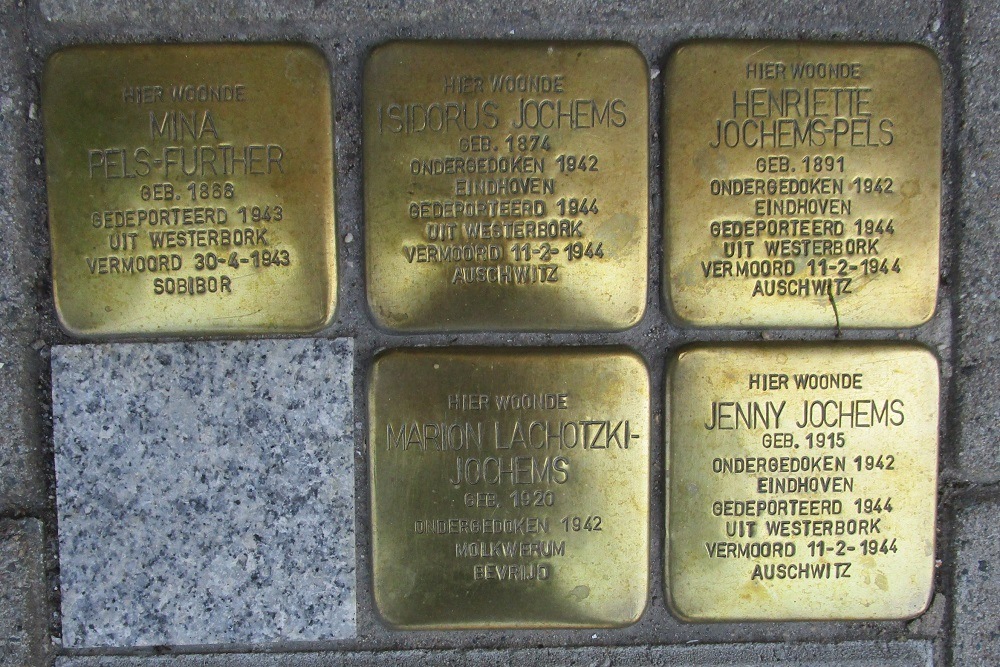 HIER WOONDE
MINA
PELS-FURTHER
GEB. 1868
GEDEPORTEERD 1943
UIT WESTERBORK
VERMOORD 30-4-1943
SOBIBOR
HIER WOONDE
ISIDORUS JOCHEMS
GEB. 1874
ONDERGEDOKEN 1942
EINDHOVEN
GEDEPORTEERD 1944
UIT WESTERBORK
VERMOORD 11-2-1944
AUSCHWITZ
HIER WOONDE
HENRIETTE
JOCHEMS-PELS
GEB. 1891
ONDERGEDOKEN 1942
EINDHOVEN
GEDEPORTEERD 1944
UIT WESTERBORK
VERMOORD 11-2-1944
AUSCHWITZ
HIER WOONDE
MARION LACHOTZKI-
JOCHEMS
GEB. 1920
ONDERGEDOKEN 1942
MOLKWERUM
BEVRIJD
HIER WOONDE
JENNY JOCHEMS
GEB. 1915
ONDERGEDOKEN 1942
EINDHOVEN
GEDEPORTEERD 1944
UIT WESTERBORK
VERMOORD 11-2-1944
AUSCHWITZ